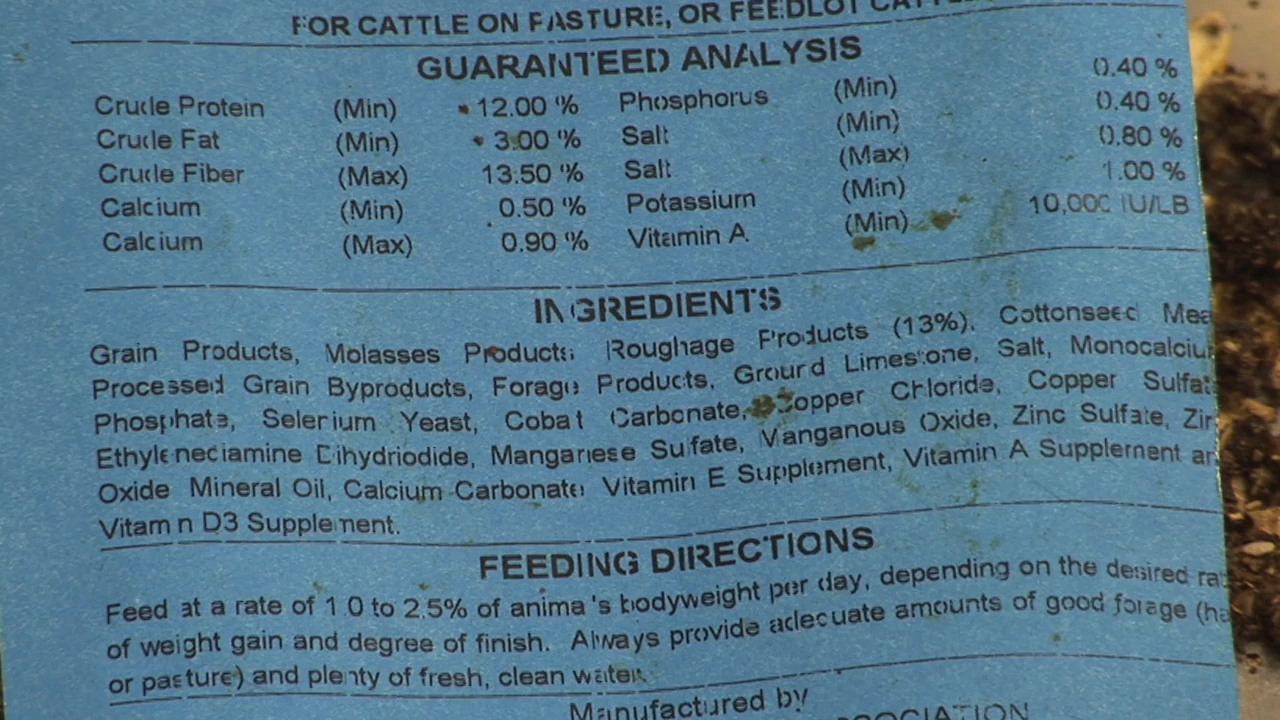 FOR CATTLE ON PASTURE, OR FEEDLOT
GUARANTEED ANALYSIS
Crude Protein (Min) 12.00 % Phosphorus (Min) 0.40 %
Crude Fat (Min) 3.00 % Salt (Min) 0.40 %
Crude Fiber (Max) 13.50 % Salt (Max) 0.80 %
Calcium (Min) 0.50 % Potassium (Min) 1.00 %
Calcium (Max) 0.90 % Vitamin A (Min) 10,000 IU/LB
INGREDIENTS
Grain Products, Molasses Products, Roughage Products (13%), Cottonseed Mea
Processed Grain Byproducts, Forage Products, Ground Limestone, Salt, Monocalciu
Phosphate, Selenium Yeast, Cobalt Carbonate, Copper Chloride, Copper Sulfat
Ethylenediamine Dihydriodide, Manganese Sulfate, Manganous Oxide, Zinc Sulfate, Zin
Oxide Mineral Oil, Calcium Carbonate, Vitamin E Supplement, Vitamin A Supplement an
Vitamin D3 Supplement.
FEEDING DIRECTIONS
Feed at a rate of 1.0 to 2.5% of animal's bodyweight per day, depending on the desired ra
of weight gain and degree of finish. Always provide adequate amounts of good forage (ha
or pasture) and plenty of fresh, clean water.
Manufactured by